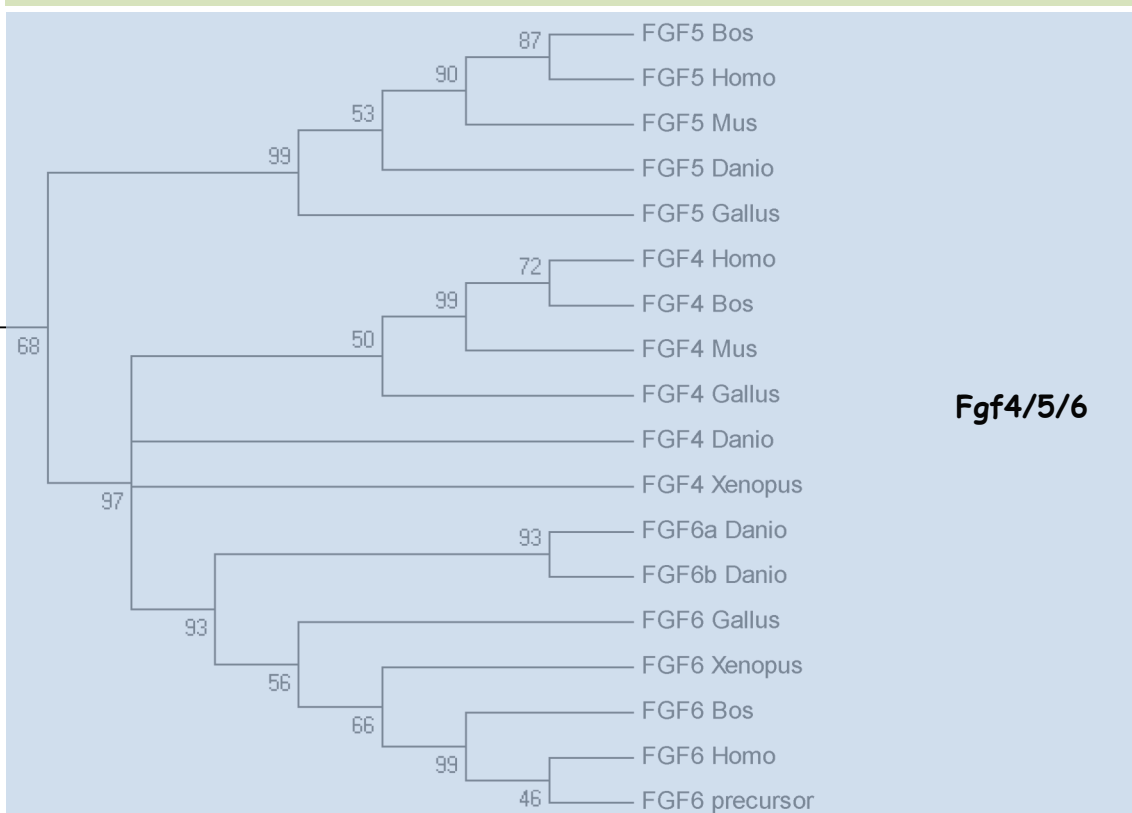 87
FGF5 Bos
FGF5 Homo
90
FGF5 Mus
53
FGF5 Danio
99
FGF5 Gallus
72
FGF4 Homo
99
FGF4 Bos
50
FGF4 Mus
68
FGF4 Gallus
Fgf4/5/6
FGF4 Danio
97
FGF4 Xenopus
93
FGF6a Danio
FGF6b Danio
93
FGF6 Gallus
56
FGF6 Xenopus
66
FGF6 Bos
99
FGF6 Homo
46
FGF6 precursor